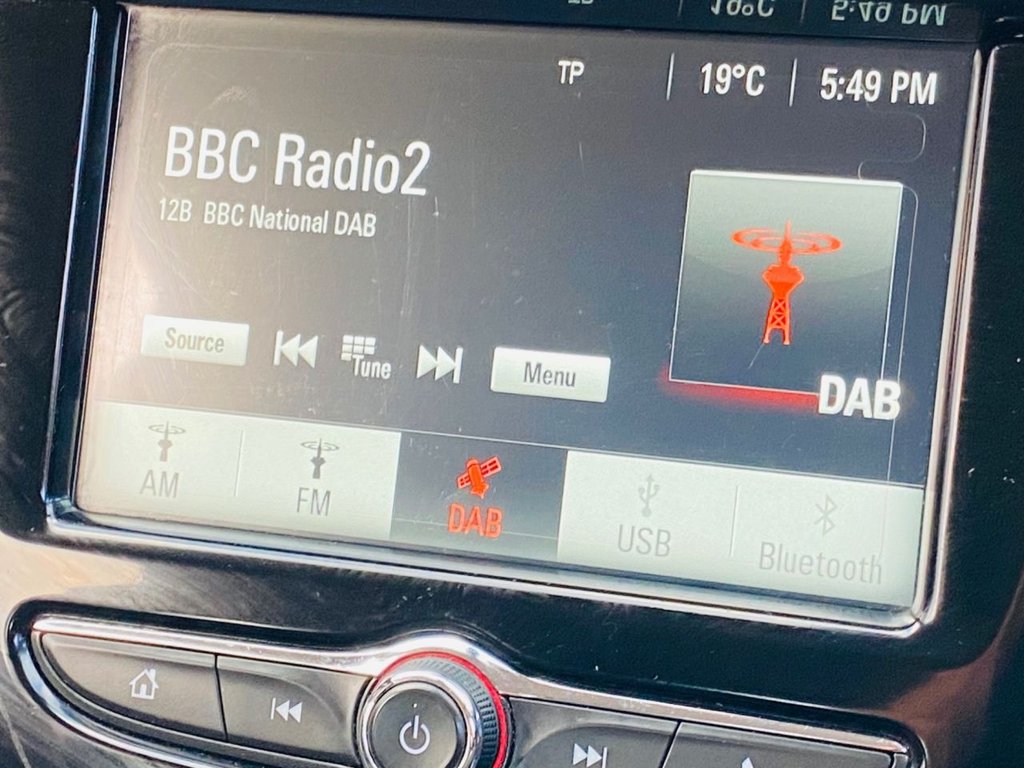 TP 19°C 5:49 PM
BBC Radio2
12B BBC National DAB
Source Tune Menu
DAB
AM FM DAB USB Bluetooth